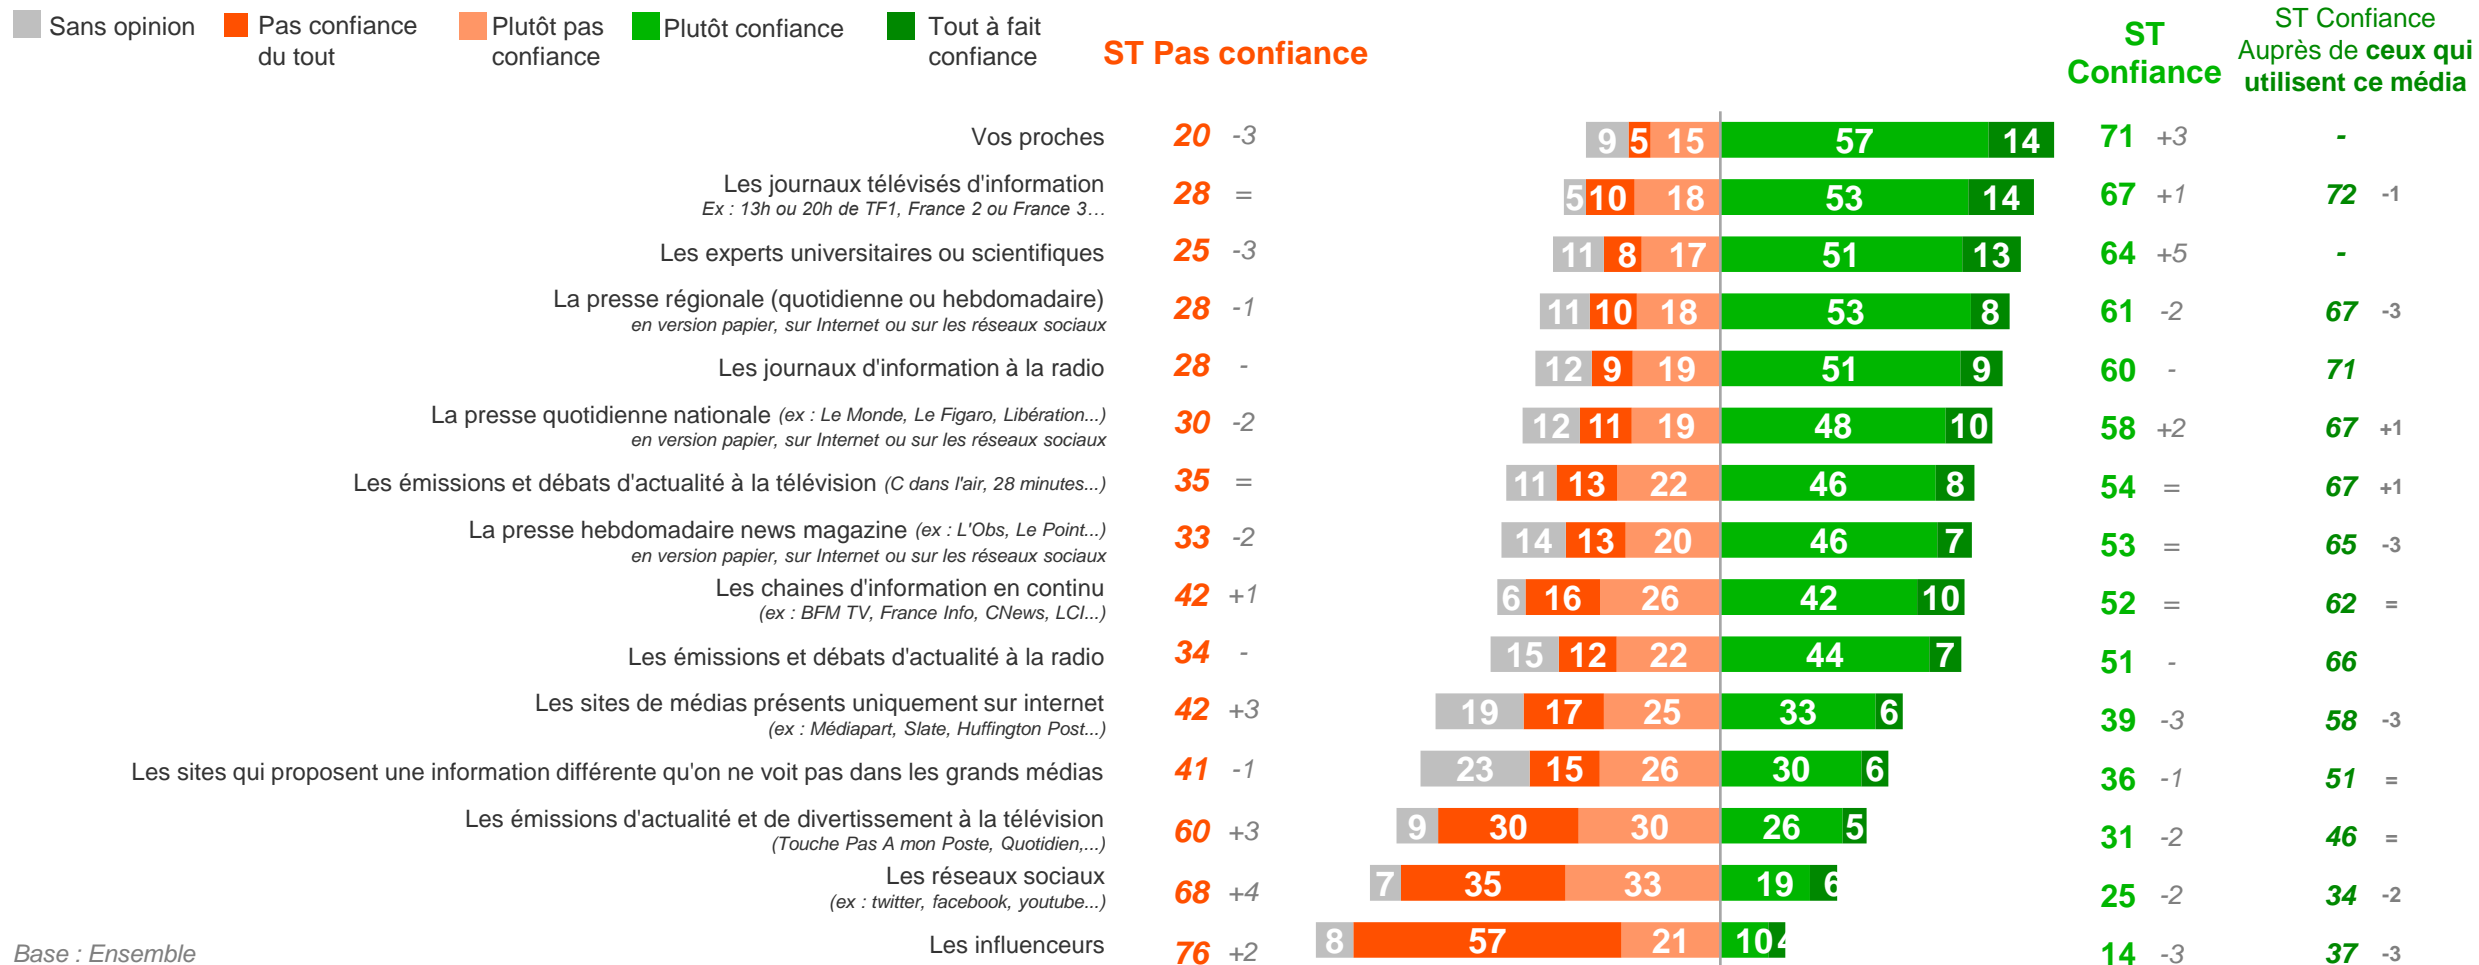 Sans opinion
Pas confiance
du tout
Plutôt pas
confiance
Plutôt confiance
Tout à fait
confiance
ST Pas confiance
ST
Confiance
ST Confiance
Auprès de ceux qui
utilisent ce média
Vos proches 20 -3 9 5 15 57 14 71 +3 -
Les journaux télévisés d'information
Ex : 13h ou 20h de TF1, France 2 ou France 3…
28 = 5 10 18 53 14 67 +1 72 -1
Les experts universitaires ou scientifiques 25 -3 11 8 17 51 13 64 +5 -
La presse régionale (quotidienne ou hebdomadaire)
en version papier, sur Internet ou sur les réseaux sociaux
28 -1 11 10 18 53 8 61 -2 67 -3
Les journaux d'information à la radio 28 - 12 9 19 51 9 60 - 71
La presse quotidienne nationale (ex : Le Monde, Le Figaro, Libération...)
en version papier, sur Internet ou sur les réseaux sociaux
30 -2 12 11 19 48 10 58 +2 67 +1
Les émissions et débats d'actualité à la télévision (C dans l'air, 28 minutes...) 35 = 11 13 22 46 8 54 = 67 +1
La presse hebdomadaire news magazine (ex : L'Obs, Le Point...)
en version papier, sur Internet ou sur les réseaux sociaux
33 -2 14 13 20 46 7 53 = 65 -3
Les chaines d'information en continu
(ex : BFM TV, France Info, CNews, LCI...)
42 +1 6 16 26 42 10 52 = 62 =
Les émissions et débats d'actualité à la radio 34 - 15 12 22 44 7 51 - 66
Les sites de médias présents uniquement sur internet
(ex : Médiapart, Slate, Huffington Post...)
42 +3 19 17 25 33 6 39 -3 58 -3
Les sites qui proposent une information différente qu'on ne voit pas dans les grands médias 41 -1 23 15 26 30 6 36 -1 51 =
Les émissions d'actualité et de divertissement à la télévision
(Touche Pas A mon Poste, Quotidien,...)
60 +3 9 30 30 26 5 31 -2 46 =
Les réseaux sociaux
(ex : twitter, facebook, youtube...)
68 +4 7 35 33 19 6 25 -2 34 -2
Les influenceurs 76 +2 8 57 21 10 4 14 -3 37 -3
Base : Ensemble